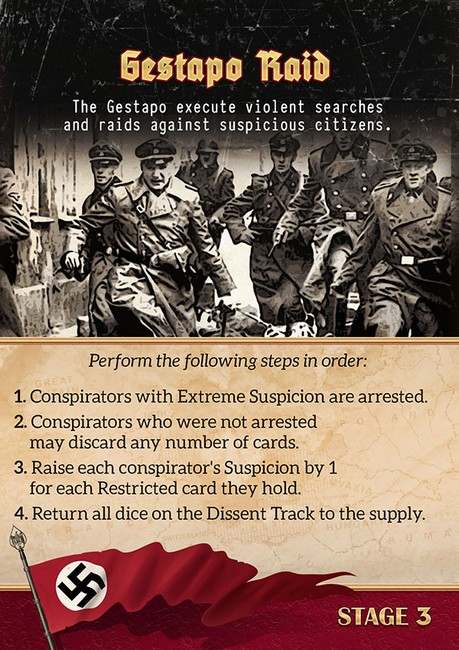 Gestapo Raid
The Gestapo execute violent searches
and raids against suspicious citizens.
Perform the following steps in order:
1. Conspirators with Extreme Suspicion are arrested.
2. Conspirators who were not arrested
may discard any number of cards.
3. Raise each conspirator's Suspicion by 1
for each Restricted card they hold.
4. Return all dice on the Dissent Track to the supply.
STAGE 3